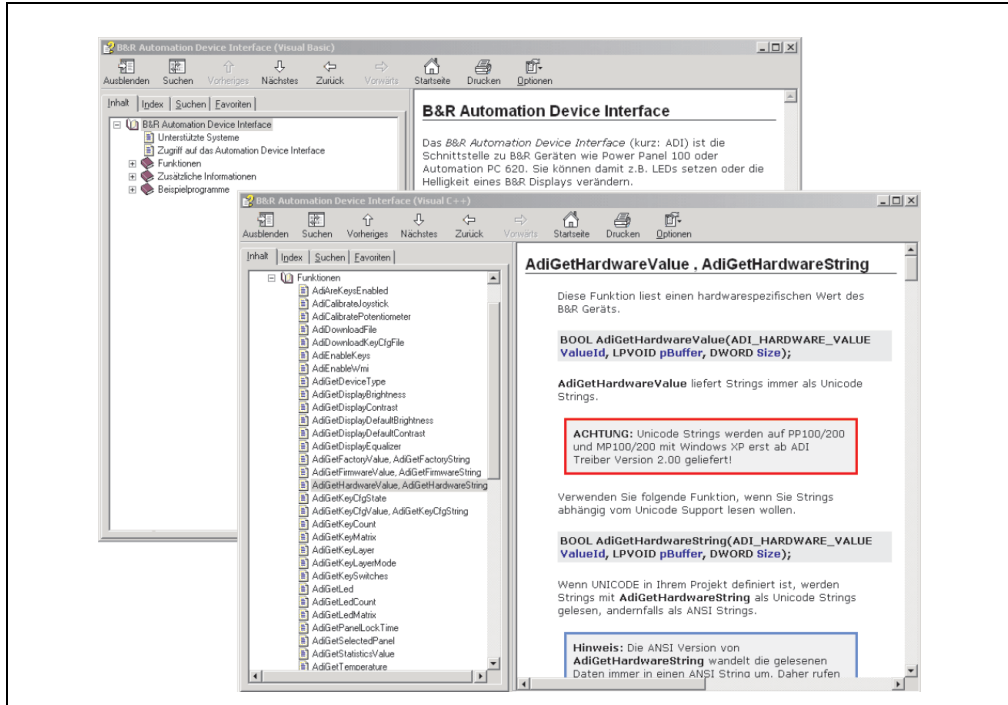 B&R Automation Device Interface (Visual Basic)
Ausblenden Suchen Vorheriges Nächstes Zurück Vorwärts Startseite Drucken Optionen
Inhalt Index Suchen Favoriten
B&R Automation Device Interface
Unterstützte Systeme
Zugriff auf das Automation Device Interface
Funktionen
Zusätzliche Informationen
Beispielprogramme
B&R Automation Device Interface
Das B&R Automation Device Interface (kurz: ADI) ist die
Schnittstelle zu B&R Geräten wie Power Panel 100 oder
Automation PC 620. Sie können damit z.B. LEDs setzen oder die
Helligkeit eines B&R Displays verändern.
B&R Automation Device Interface (Visual C++)
Ausblenden Suchen Vorheriges Nächstes Zurück Vorwärts Startseite Drucken Optionen
Inhalt Index Suchen Favoriten
Funktionen
AdiAreKeysEnabled
AdiCalibrateJoystick
AdiCalibratePotentiometer
AdiDownloadFile
AdiDownloadKeyCfgFile
AdiEnableKeys
AdiEnableWmi
AdiGetDeviceType
AdiGetDisplayBrightness
AdiGetDisplayContrast
AdiGetDisplayDefaultBrightness
AdiGetDisplayDefaultContrast
AdiGetDisplayEqualizer
AdiGetFactoryValue, AdiGetFactoryString
AdiGetFirmwareValue, AdiGetFirmwareString
AdiGetHardwareValue, AdiGetHardwareString
AdiGetKeyCfgState
AdiGetKeyCfgValue, AdiGetKeyCfgString
AdiGetKeyCount
AdiGetKeyMatrix
AdiGetKeyLayer
AdiGetKeyLayerMode
AdiGetKeySwitches
AdiGetLed
AdiGetLedCount
AdiGetLedMatrix
AdiGetPanelLockTime
AdiGetSelectedPanel
AdiGetStatisticsValue
AdiGetTemperature
AdiGetHardwareValue , AdiGetHardwareString
Diese Funktion liest einen hardwarespezifischen Wert des
B&R Geräts.
BOOL AdiGetHardwareValue(ADI_HARDWARE_VALUE
ValueId, LPVOID pBuffer, DWORD Size);
AdiGetHardwareValue liefert Strings immer als Unicode
Strings.
ACHTUNG: Unicode Strings werden auf PP100/200
und MP100/200 mit Windows XP erst ab ADI
Treiber Version 2.00 geliefert!
Verwenden Sie folgende Funktion, wenn Sie Strings
abhängig vom Unicode Support lesen wollen.
BOOL AdiGetHardwareString(ADI_HARDWARE_VALUE
ValueId, LPVOID pBuffer, DWORD Size);
Wenn UNICODE in Ihrem Projekt definiert ist, werden
Strings mit AdiGetHardwareString als Unicode Strings
gelesen, andernfalls als ANSI Strings.
Hinweis: Die ANSI Version von
AdiGetHardwareString wandelt die gelesenen
Daten immer in einen ANSI String um. Daher rufen